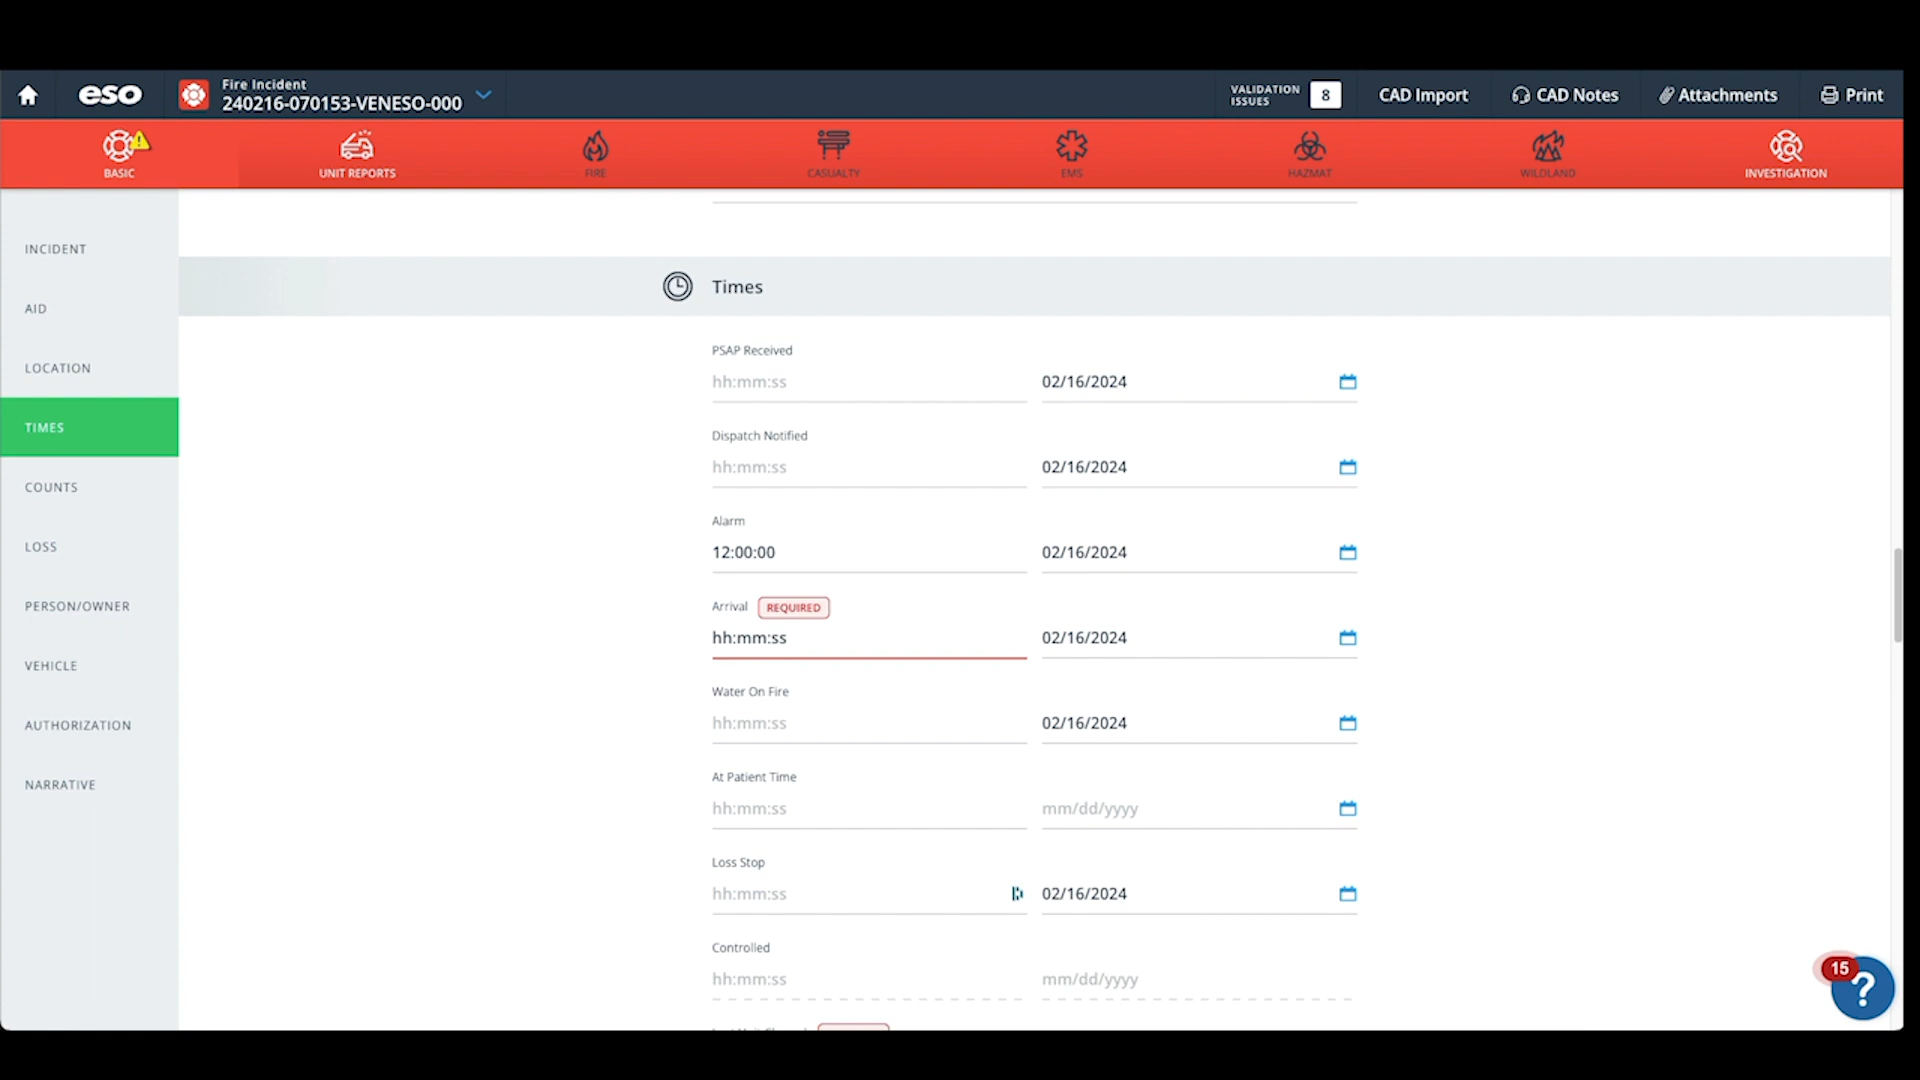 eso
Fire Incident
240216-070153-VENESO-000
VALIDATION
ISSUES
8
CAD Import
CAD Notes
Attachments
Print
BASIC
UNIT REPORTS
FIRE
CASUALTY
EMS
HAZMAT
WILDLAND
INVESTIGATION
INCIDENT
AID
LOCATION
TIMES
COUNTS
LOSS
PERSON/OWNER
VEHICLE
AUTHORIZATION
NARRATIVE
Times
PSAP Received
hh:mm:ss 02/16/2024
Dispatch Notified
hh:mm:ss 02/16/2024
Alarm
12:00:00 02/16/2024
Arrival REQUIRED
hh:mm:ss 02/16/2024
Water On Fire
hh:mm:ss 02/16/2024
At Patient Time
hh:mm:ss mm/dd/yyyy
Loss Stop
hh:mm:ss 02/16/2024
Controlled
hh:mm:ss mm/dd/yyyy
15
?